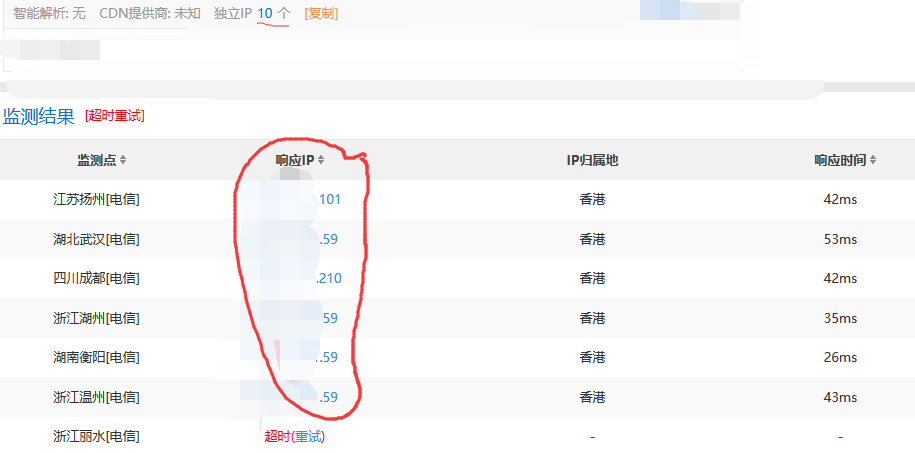 智能解析: 无 CDN提供商: 未知 独立IP 10 个 [复制]
监测结果 [超时重试]
监测点 响应IP IP归属地 响应时间
江苏扬州[电信] .101 香港 42ms
湖北武汉[电信] .59 香港 53ms
四川成都[电信] .210 香港 42ms
浙江湖州[电信] 59 香港 35ms
湖南衡阳[电信] .59 香港 26ms
浙江温州[电信] .59 香港 43ms
浙江丽水[电信] 超时(重试) - -